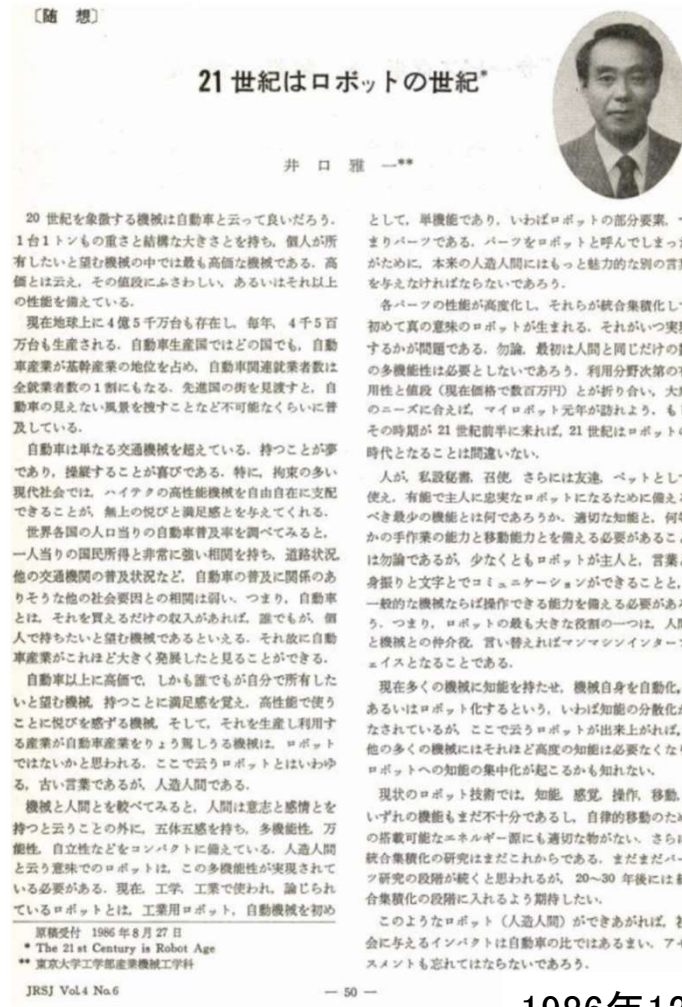 〔随 想〕
21 世紀はロボットの世紀*
井 口 雅 一**
20 世紀を象徴する機械は自動車と云って良いだろう.
1台1トンもの重さと結構な大きさとを持ち, 個人が所
有したいと望む機械の中では最も高価な機械である. 高
価とは云え, その値段にふさわしい, あるいはそれ以上
の性能を備えている.
現在地球上に4億5千万台も存在し, 毎年, 4千5百
万台も生産される. 自動車生産国ではどの国でも, 自動
車産業が基幹産業の地位を占め, 自動車関連就業者数は
全就業者数の1割にもなる. 先進国の街を見渡すと, 自
動車の見えない風景を捜すことなど不可能なくらいに普
及している.
自動車は単なる交通機械を超えている. 持つことが夢
であり, 操縦することが喜びである. 特に, 拘束の多い
現代社会では, ハイテクの高性能機械を自由自在に支配
できることが, 無上の悦びと満足感とを与えてくれる.
世界各国の人口当りの自動車普及率を調べてみると,
一人当りの国民所得と非常に強い相関を持ち, 道路状況,
他の交通機関の普及状況など, 自動車の普及に関係のあ
りそうな他の社会要因との相関は弱い. つまり, 自動車
とは, それを買えるだけの収入があれば, 誰でもが, 個
人で持ちたいと望む機械であるといえる. それ故に自動
車産業がこれほど大きく発展したと見ることができる.
自動車以上に高価で, しかも誰でもが自分で所有した
いと望む機械, 持つことに満足感を覚え, 高性能で使う
ことに悦びを感ずる機械, そして, それを生産し利用す
る産業が自動車産業をりょう駕しうる機械は, ロボット
ではないかと思われる. ここで云うロボットとはいわゆ
る, 古い言葉であるが, 人造人間である.
機械と人間とを較べてみると, 人間は意志と感情とを
持つと云うことの外に, 五体五感を持ち, 多機能性, 万
能性, 自立性などをコンパクトに備えている. 人造人間
と云う意味でのロボットは, この多機能性が実現されて
いる必要がある. 現在, 工学, 工業で使われ, 論じられ
ているロボットとは, 工業用ロボット, 自動機械を初め
原稿受付 1986年8月27日
* The 21st Century is Robot Age
** 東京大学工学部産業機械工学科
として, 単機能であり, いわばロボットの部分要素,
まりパーツである. パーツをロボットと呼んでしまっ
がために, 本来の人造人間にはもっと魅力的な別の言
を与えなければならないであろう.
各パーツの性能が高度化し, それらが統合集積化して
初めて真の意味のロボットが生まれる. それがいつ実
するかが問題である. 勿論, 最初は人間と同じだけの
の多機能性は必要としないであろう. 利用分野次第の
用性と値段（現在価格で数百万円）とが折り合い, 大
のニーズに合えば, マイロボット元年が訪れよう. もし
その時期が 21 世紀前半に来れば, 21 世紀はロボットの
時代となることは間違いない.
人が, 私設秘書, 召使, さらには友達, ペットとして
使え, 有能で主人に忠実なロボットになるために備える
べき最少の機能とは何であろうか. 適切な知能と, 何
かの手作業の能力と移動能力とを備える必要があるこ
は勿論であるが, 少なくともロボットが主人と, 言葉
身振りと文字とでコミュニケーションができることと,
一般的な機械ならば操作できる能力を備える必要があ
う. つまり, ロボットの最も大きな役割の一つは, 人
と機械との仲介役, 言い替えればマンマシンインター
ェイスとなることである.
現在多くの機械に知能を持たせ, 機械自身を自動化,
あるいはロボット化するという, いわば知能の分散化が
なされているが, ここで云うロボットが出来上がれば,
他の多くの機械にはそれほど高度の知能は必要なくなり
ロボットへの知能の集中化が起こるかも知れない.
現状のロボット技術では, 知能, 感覚, 操作, 移動,
いずれの機能もまだ不十分であるし, 自律的移動のた
の搭載可能なエネルギー源にも適切な物がない. さら
統合集積化の研究はまだこれからである. まだまだパー
ツ研究の段階が続くと思われるが, 20〜30 年後には
合集積化の段階に入れるよう期待したい.
このようなロボット（人造人間）ができあがれば,
会に与えるインパクトは自動車の比ではあるまい. ア
スメントも忘れてはならないであろう.
JRSJ Vol.4 No.6
— 50 —